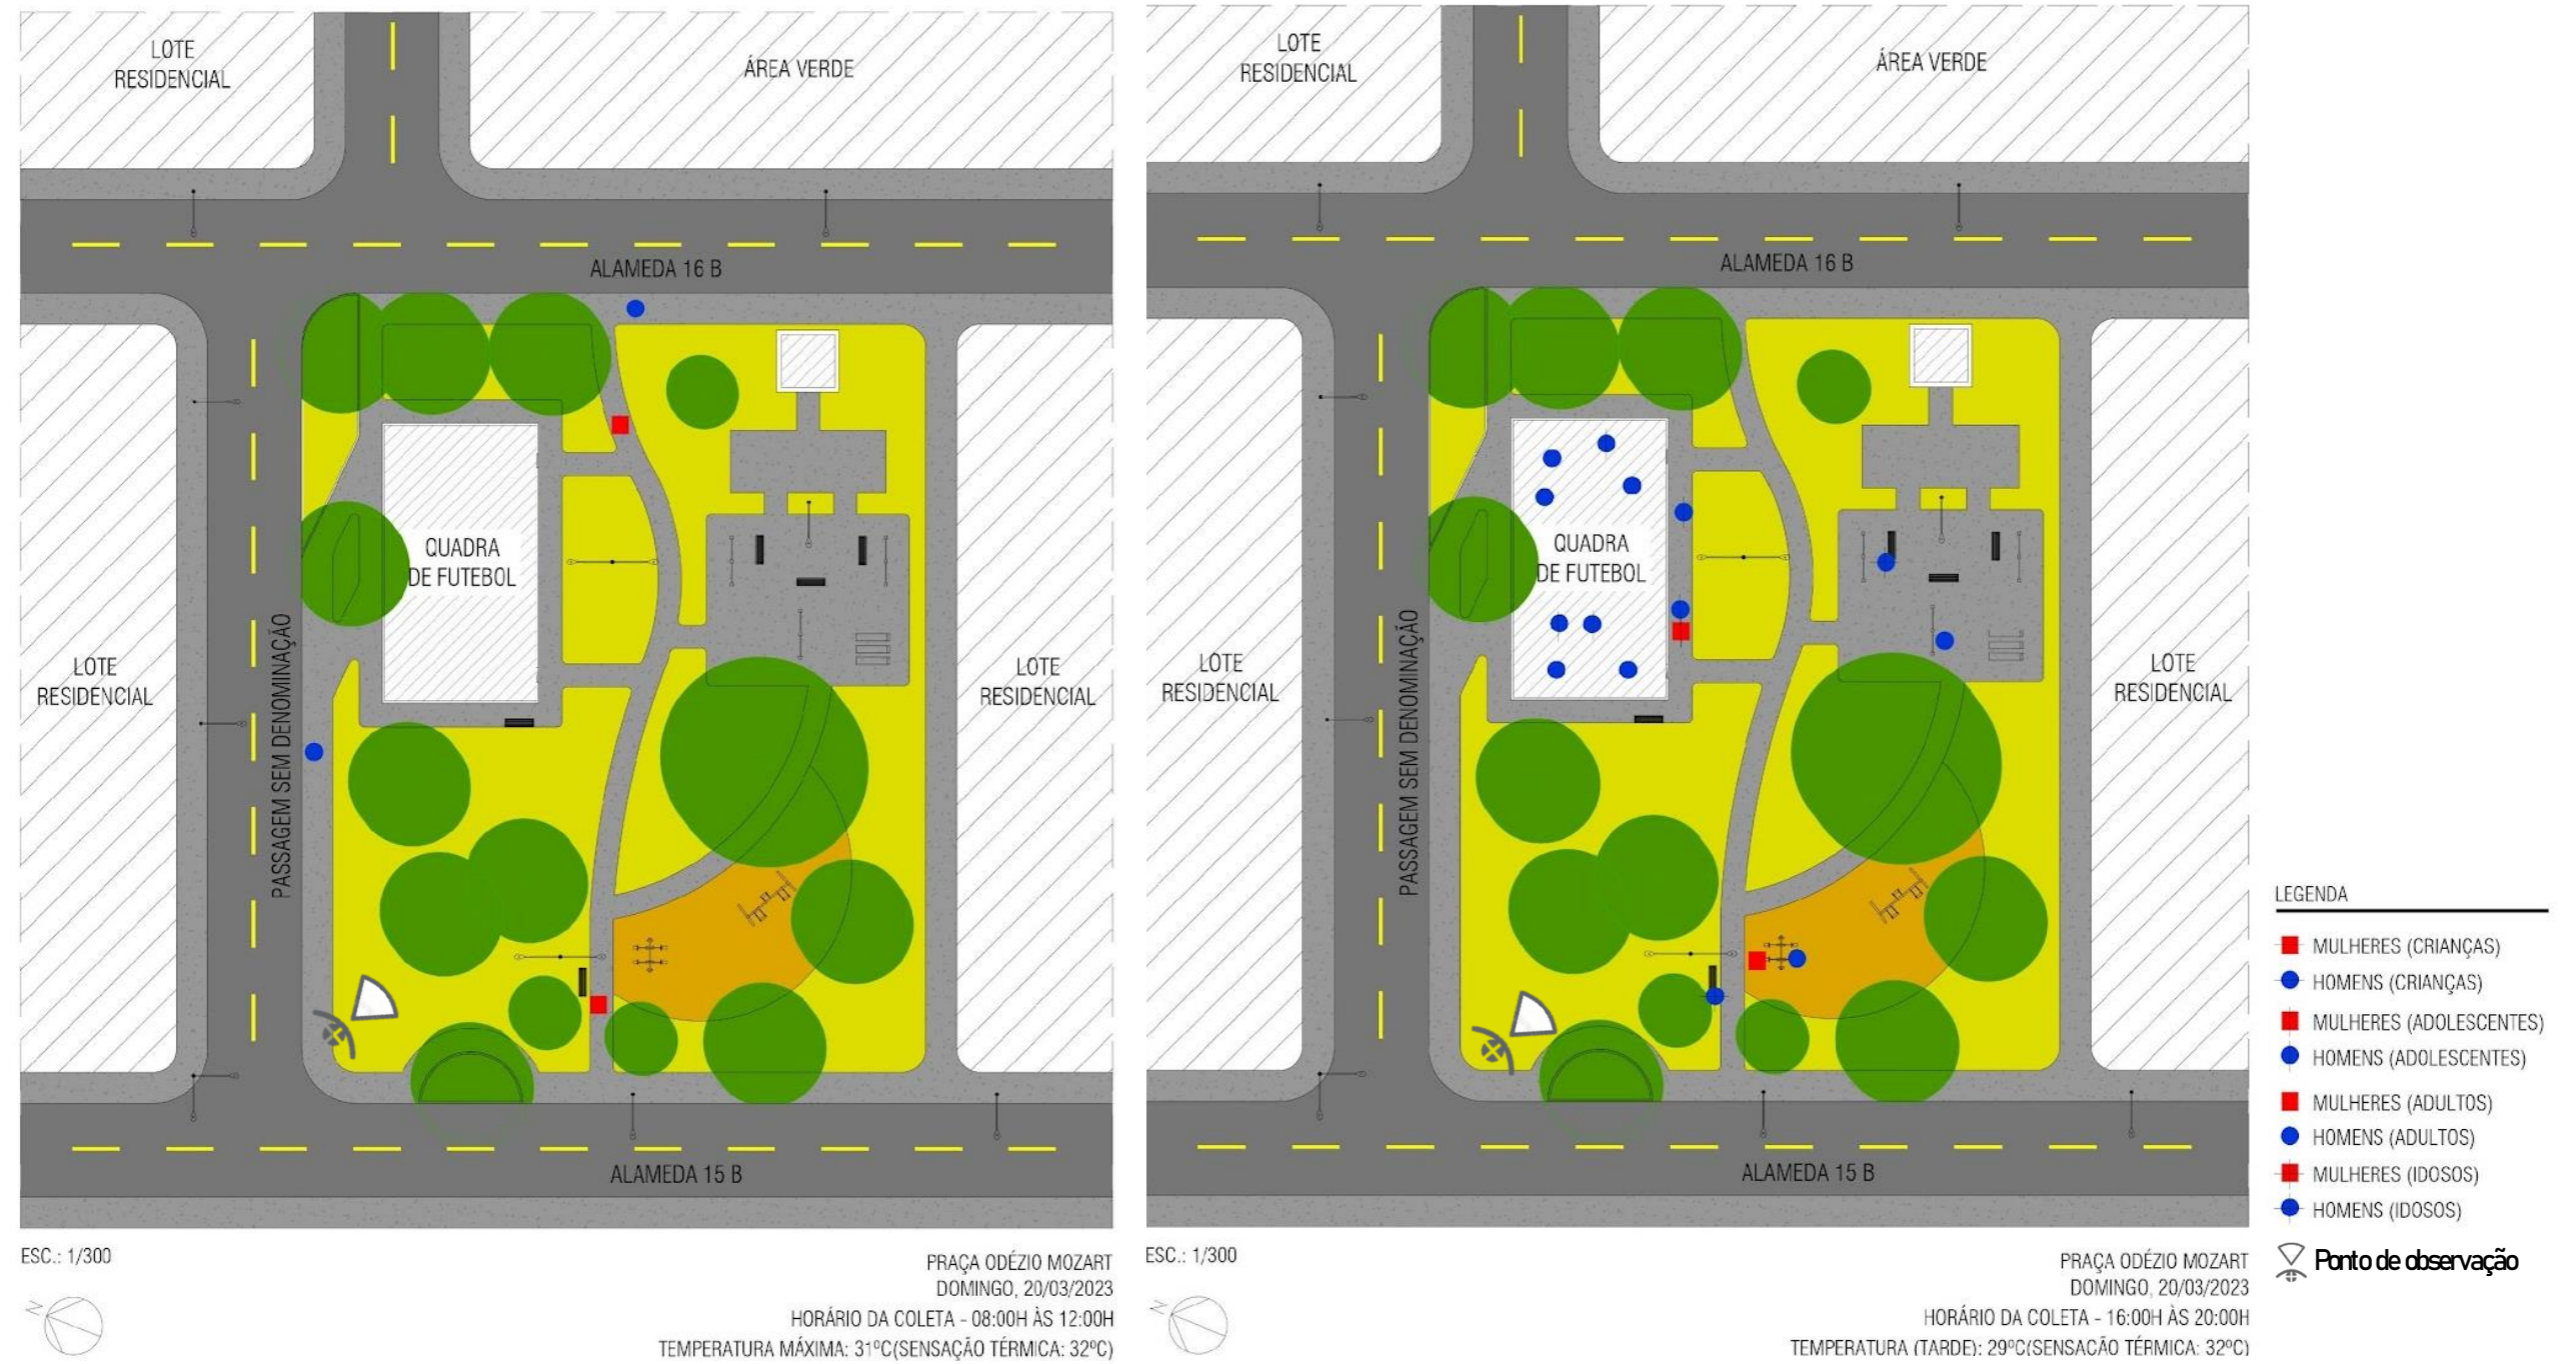 LOTE
RESIDENCIAL
ÁREA VERDE
ALAMEDA 16 B
QUADRA
DE FUTEBOL
PASSAGEM SEM DENOMINAÇÃO
LOTE
RESIDENCIAL
LOTE
RESIDENCIAL
ALAMEDA 15 B
ESC.: 1/300
N
PRAÇA ODÉZIO MOZART
DOMINGO, 20/03/2023
HORÁRIO DA COLETA - 08:00H ÀS 12:00H
TEMPERATURA MÁXIMA: 31ºC(SENSAÇÃO TÉRMICA: 32ºC)
LOTE
RESIDENCIAL
ÁREA VERDE
ALAMEDA 16 B
QUADRA
DE FUTEBOL
PASSAGEM SEM DENOMINAÇÃO
LOTE
RESIDENCIAL
LOTE
RESIDENCIAL
ALAMEDA 15 B
ESC.: 1/300
N
PRAÇA ODÉZIO MOZART
DOMINGO, 20/03/2023
HORÁRIO DA COLETA - 16:00H ÀS 20:00H
TEMPERATURA (TARDE): 29ºC(SENSAÇÃO TÉRMICA: 32ºC)
LEGENDA
MULHERES (CRIANÇAS)
HOMENS (CRIANÇAS)
MULHERES (ADOLESCENTES)
HOMENS (ADOLESCENTES)
MULHERES (ADULTOS)
HOMENS (ADULTOS)
MULHERES (IDOSOS)
HOMENS (IDOSOS)
Ponto de observação